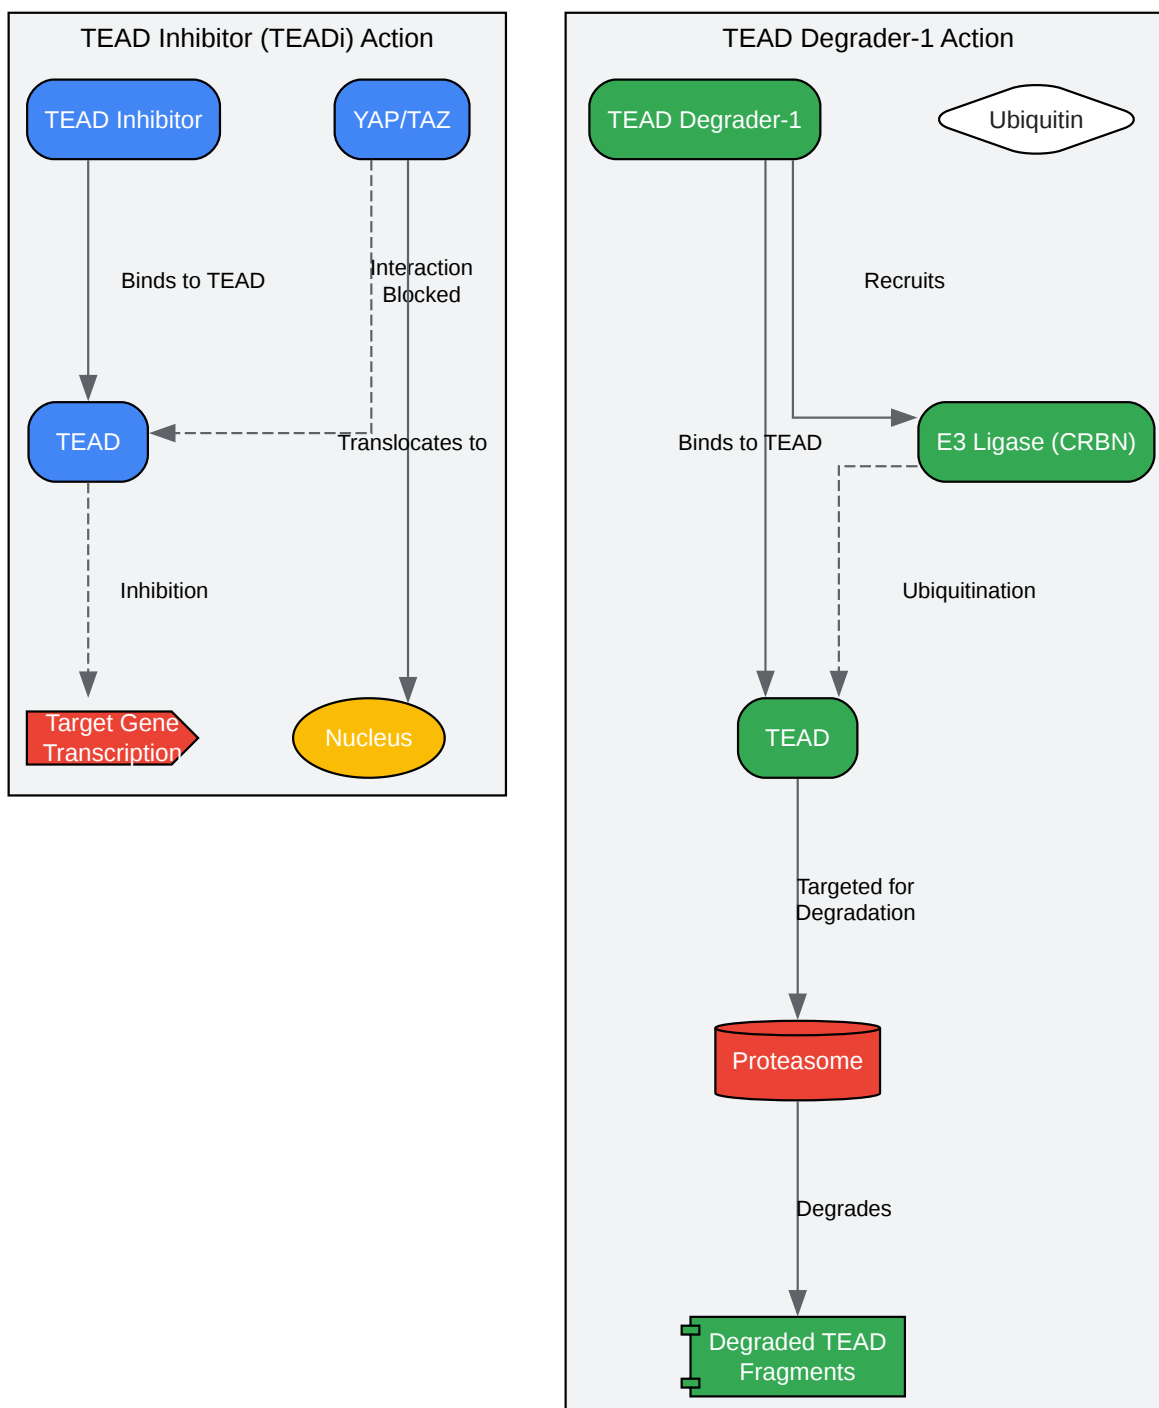 TEAD Inhibitor (TEADi) Action
TEAD Inhibitor
YAP/TAZ
Binds to TEAD
Interaction
Blocked
TEAD
Translocates to
Inhibition
Target Gene
Transcription
Nucleus
TEAD Degrader-1 Action
TEAD Degrader-1
Ubiquitin
Recruits
Binds to TEAD
E3 Ligase (CRBN)
Ubiquitination
TEAD
Targeted for
Degradation
Proteasome
Degrades
Degraded TEAD
Fragments